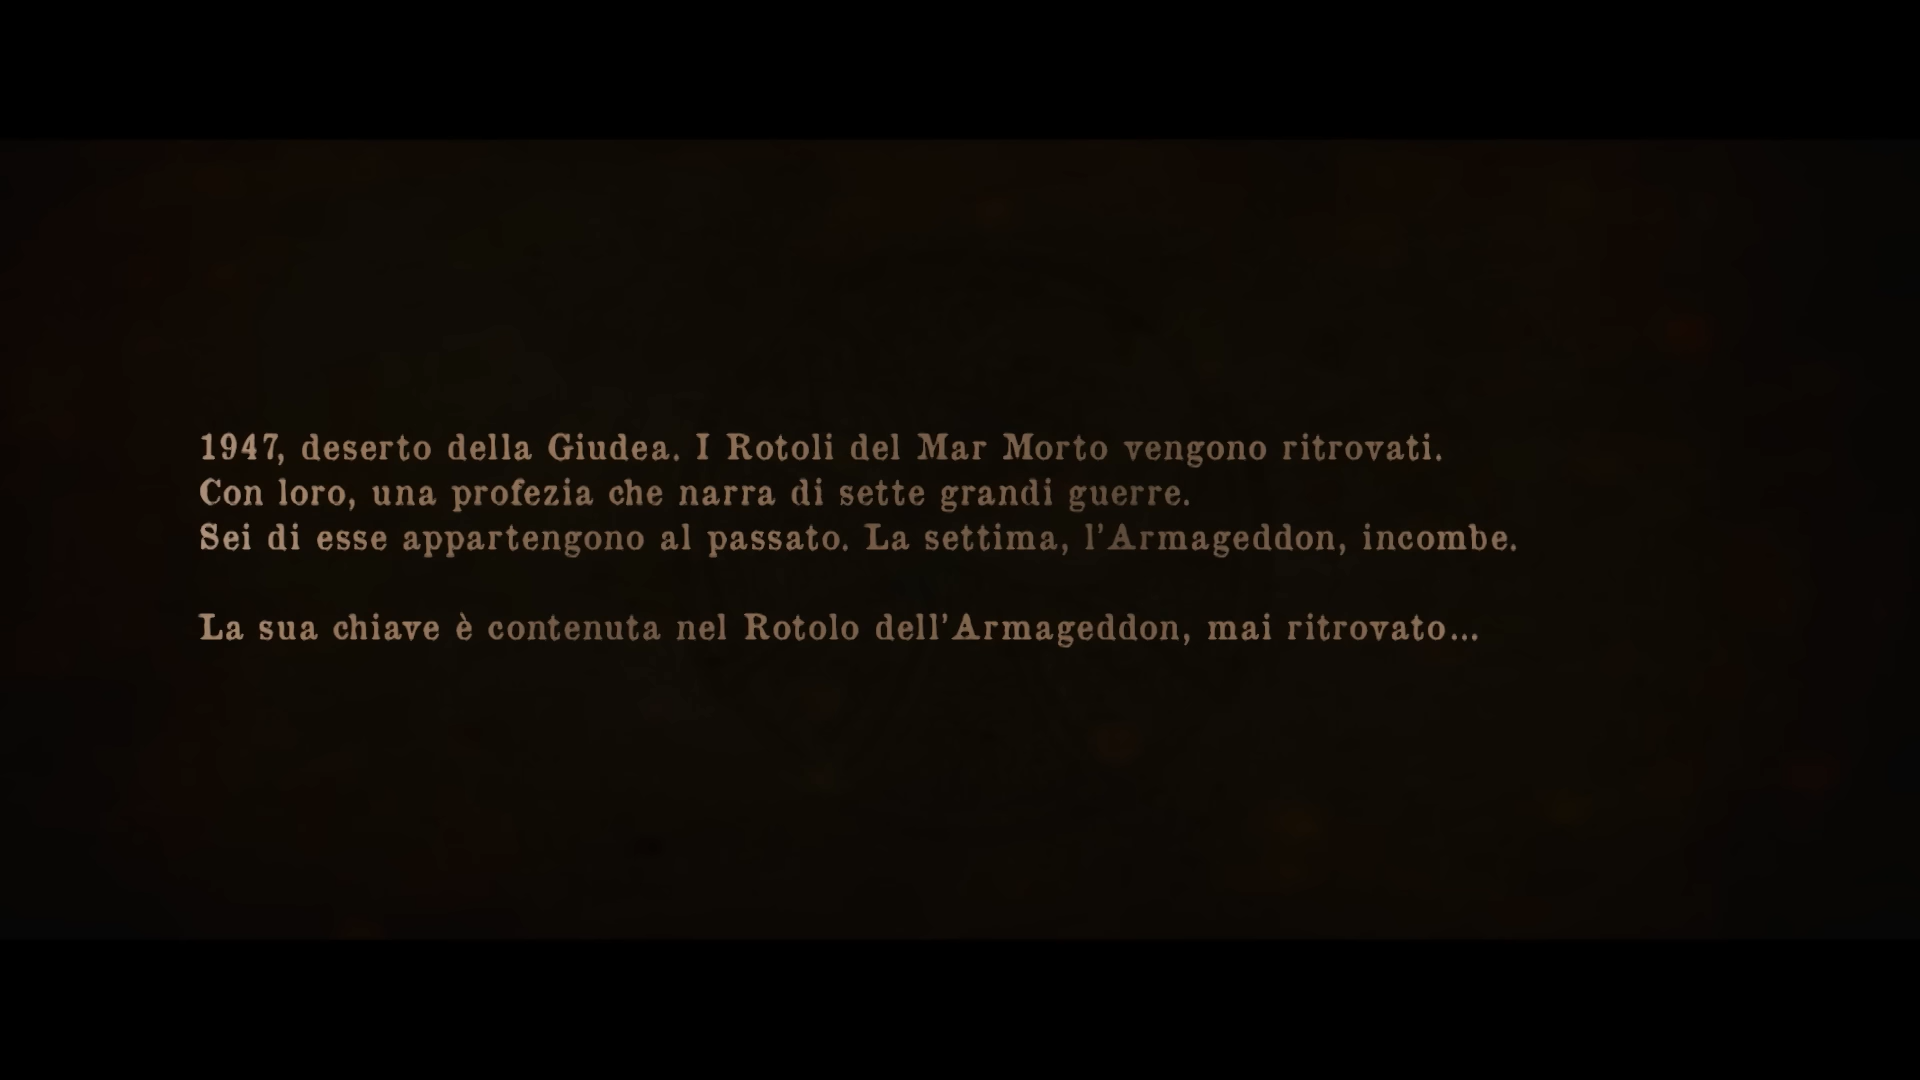 1947, deserto della Giudea. I Rotoli del Mar Morto vengono ritrovati.
Con loro, una profezia che narra di sette grandi guerre.
Sei di esse appartengono al passato. La settima, l'Armageddon, incombe.
La sua chiave è contenuta nel Rotolo dell'Armageddon, mai ritrovato...